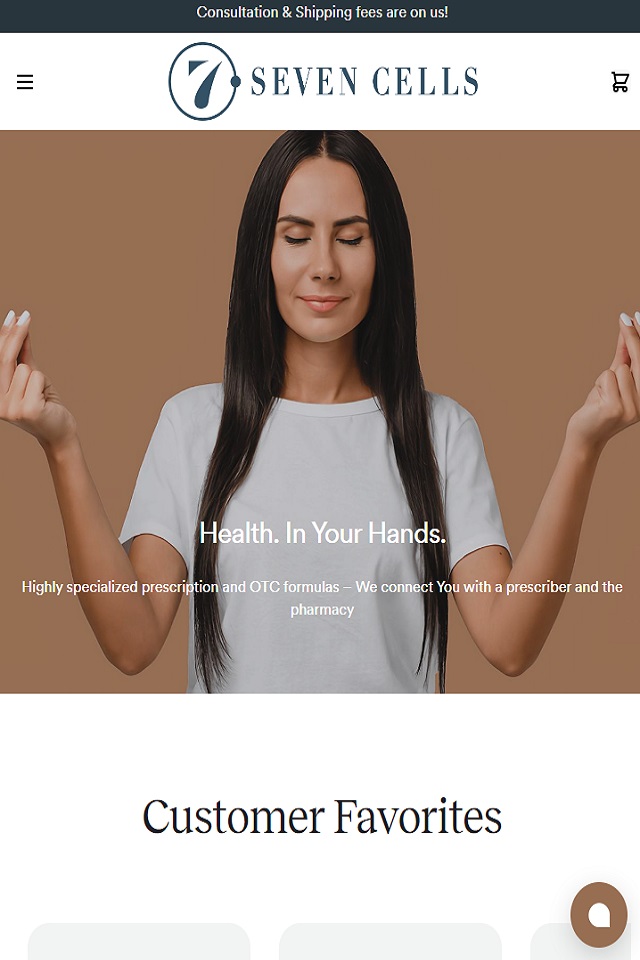 Consultation & Shipping fees are on us!
7 SEVEN CELLS
Health. In Your Hands.
Highly specialized prescription and OTC formulas – We connect You with a prescriber and the
pharmacy
Customer Favorites